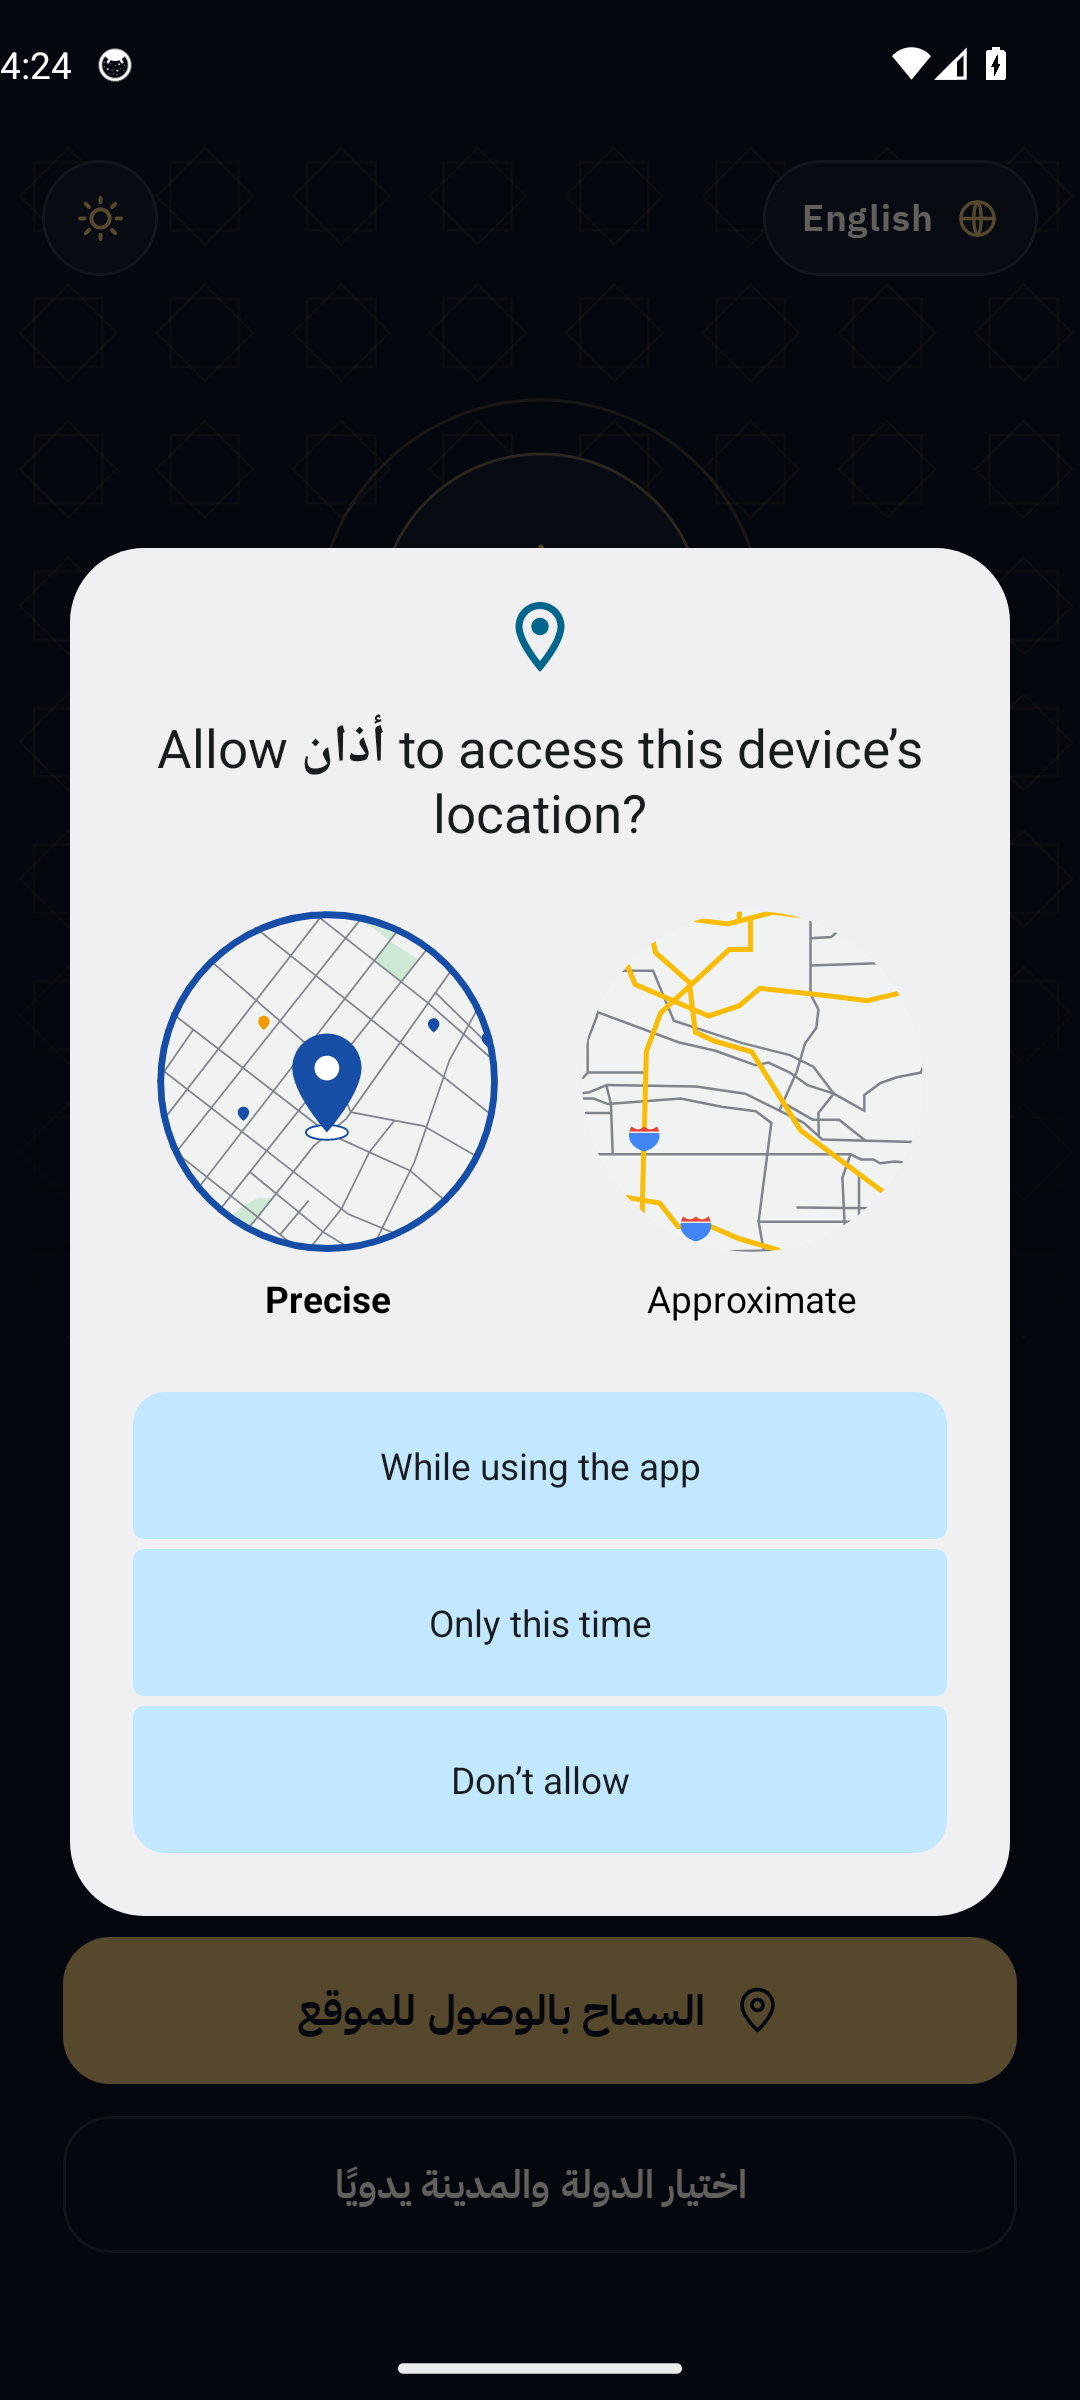 4:24
English
Allow أذان to access this device’s
location?
Precise
Approximate
While using the app
Only this time
Don’t allow
السماح بالوصول للموقع
اختيار الدولة والمدينة يدويًا